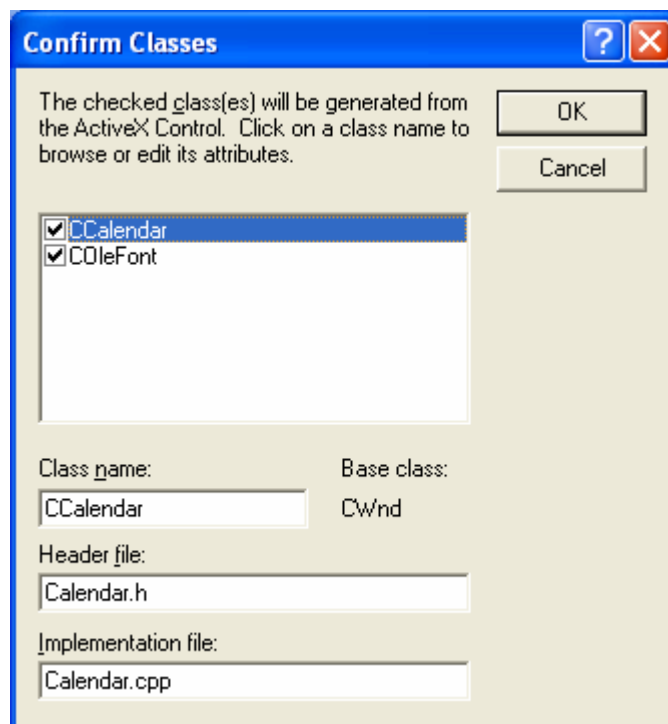 Confirm Classes
The checked class(es) will be generated from
the ActiveX Control. Click on a class name to
browse or edit its attributes.
OK
Cancel
CCalendar
COleFont
Class name:
Base class:
CCalendar
CWnd
Header file:
Calendar.h
Implementation file:
Calendar.cpp